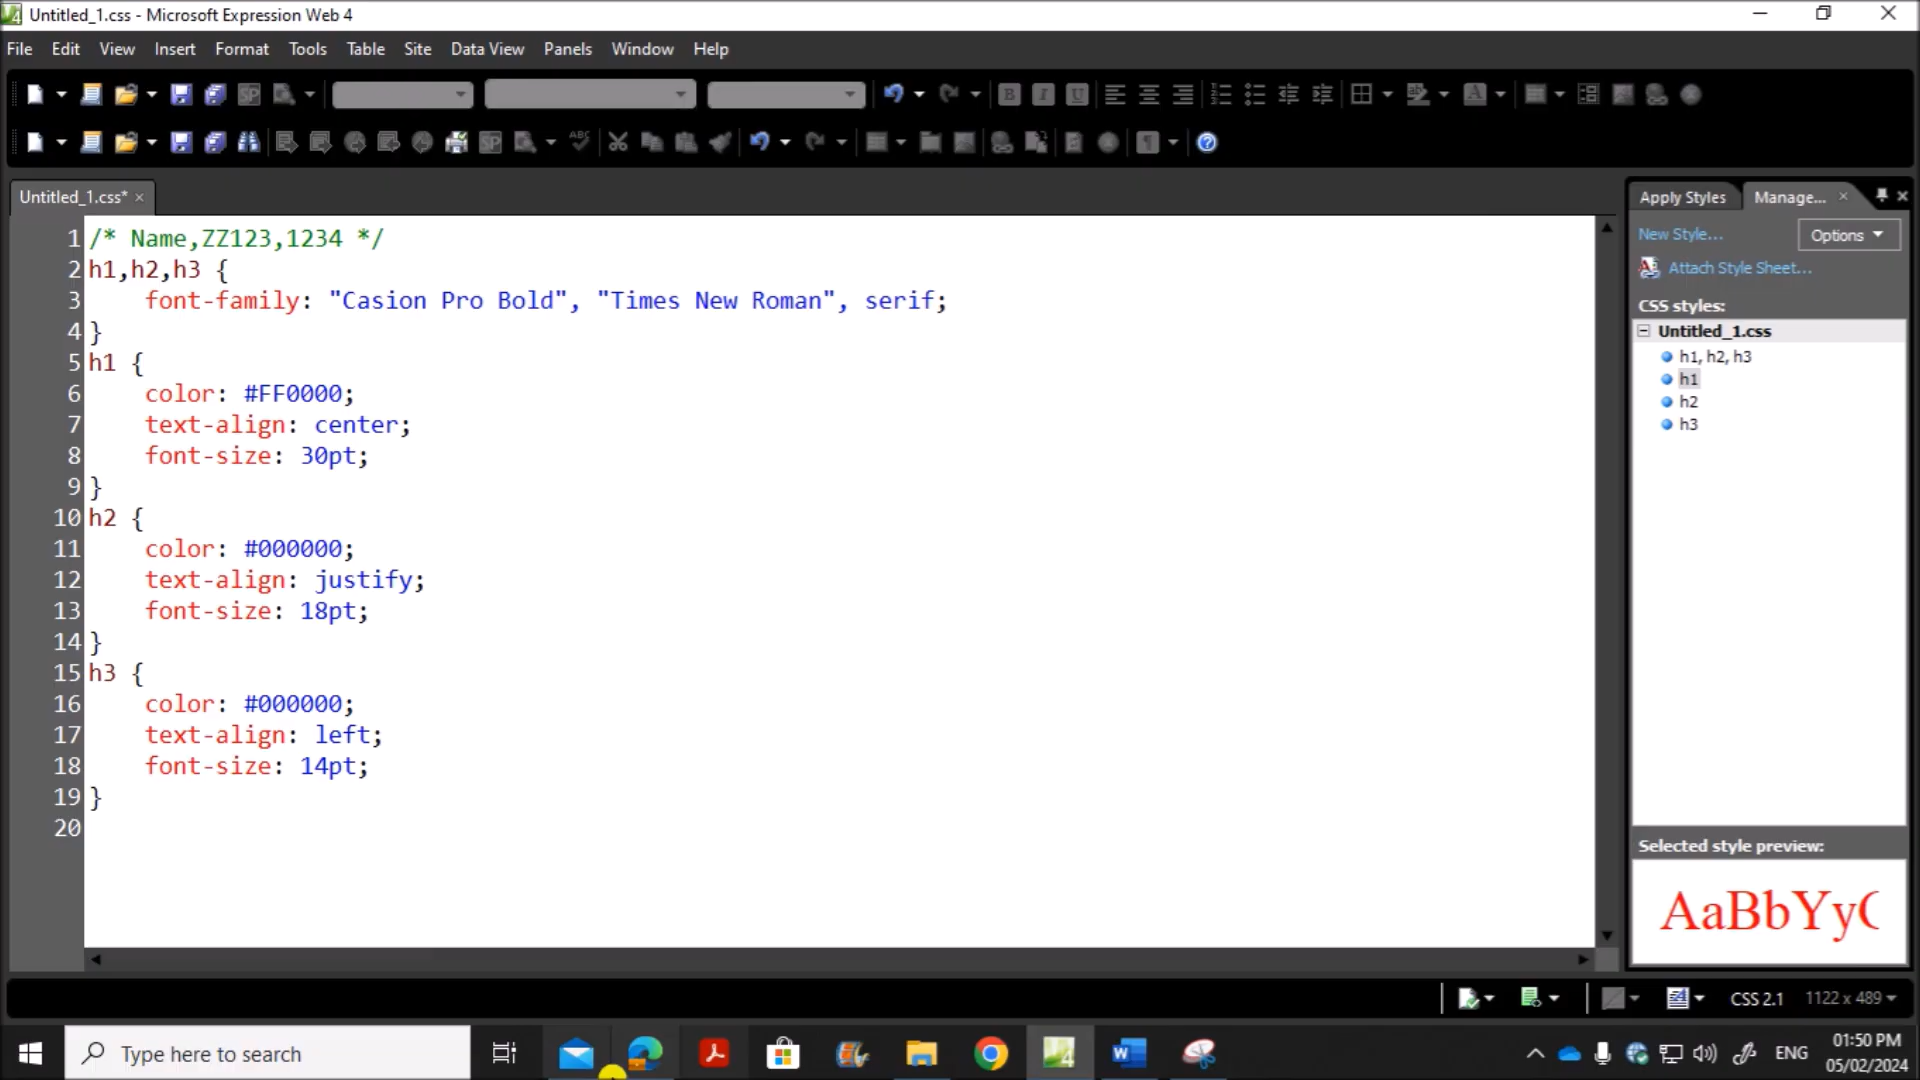 Untitled_1.css - Microsoft Expression Web 4
File Edit View Insert Format Tools Table Site Data View Panels Window Help
Untitled_1.css*
1 /* Name,ZZ123,1234 */
2 h1,h2,h3 {
3 font-family: "Casion Pro Bold", "Times New Roman", serif;
4 }
5 h1 {
6 color: #FF0000;
7 text-align: center;
8 font-size: 30pt;
9 }
10 h2 {
11 color: #000000;
12 text-align: justify;
13 font-size: 18pt;
14 }
15 h3 {
16 color: #000000;
17 text-align: left;
18 font-size: 14pt;
19 }
20
Apply Styles Manage...
New Style... Options
Attach Style Sheet...
CSS styles:
Untitled_1.css
h1, h2, h3
h1
h2
h3
Selected style preview:
AaBbYy
CSS 2.1 1122 x 489
Type here to search
ENG
01:50 PM
05/02/2024